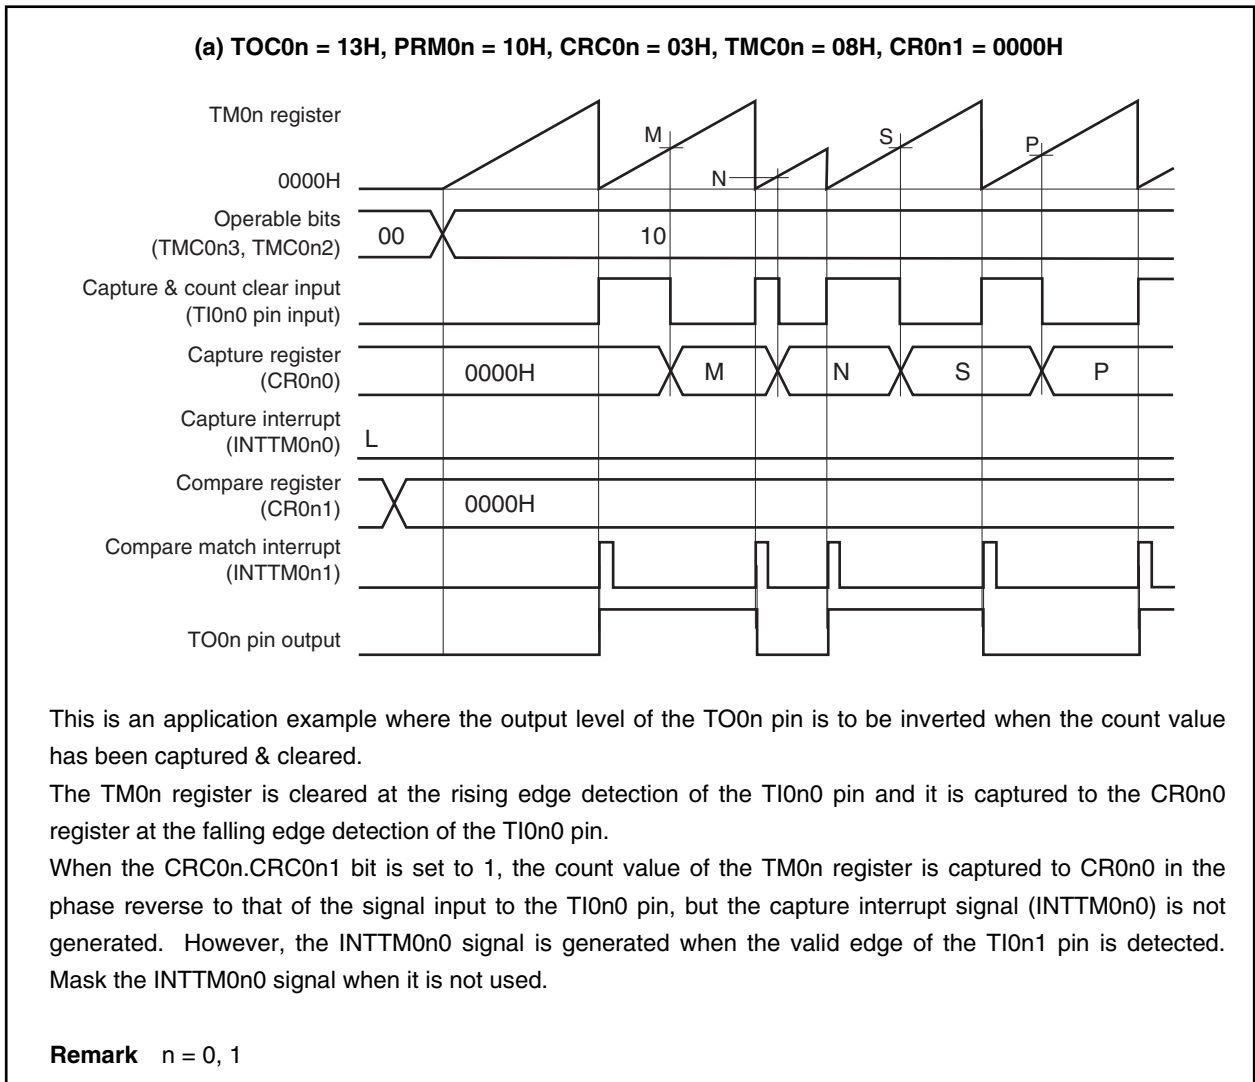 (a) TOC0n = 13H, PRM0n = 10H, CRC0n = 03H, TMC0n = 08H, CR0n1 = 0000H
TM0n register
M
S
P
N
0000H
Operable bits
(TMC0n3, TMC0n2)
00
10
Capture & count clear input
(TI0n0 pin input)
Capture register
(CR0n0)
0000H
M
N
S
P
Capture interrupt
(INTTM0n0)
L
Compare register
(CR0n1)
0000H
Compare match interrupt
(INTTM0n1)
TO0n pin output
This is an application example where the output level of the TO0n pin is to be inverted when the count value
has been captured & cleared.
The TM0n register is cleared at the rising edge detection of the TI0n0 pin and it is captured to the CR0n0
register at the falling edge detection of the TI0n0 pin.
When the CRC0n.CRC0n1 bit is set to 1, the count value of the TM0n register is captured to CR0n0 in the
phase reverse to that of the signal input to the TI0n0 pin, but the capture interrupt signal (INTTM0n0) is not
generated. However, the INTTM0n0 signal is generated when the valid edge of the TI0n1 pin is detected.
Mask the INTTM0n0 signal when it is not used.
Remark n = 0, 1